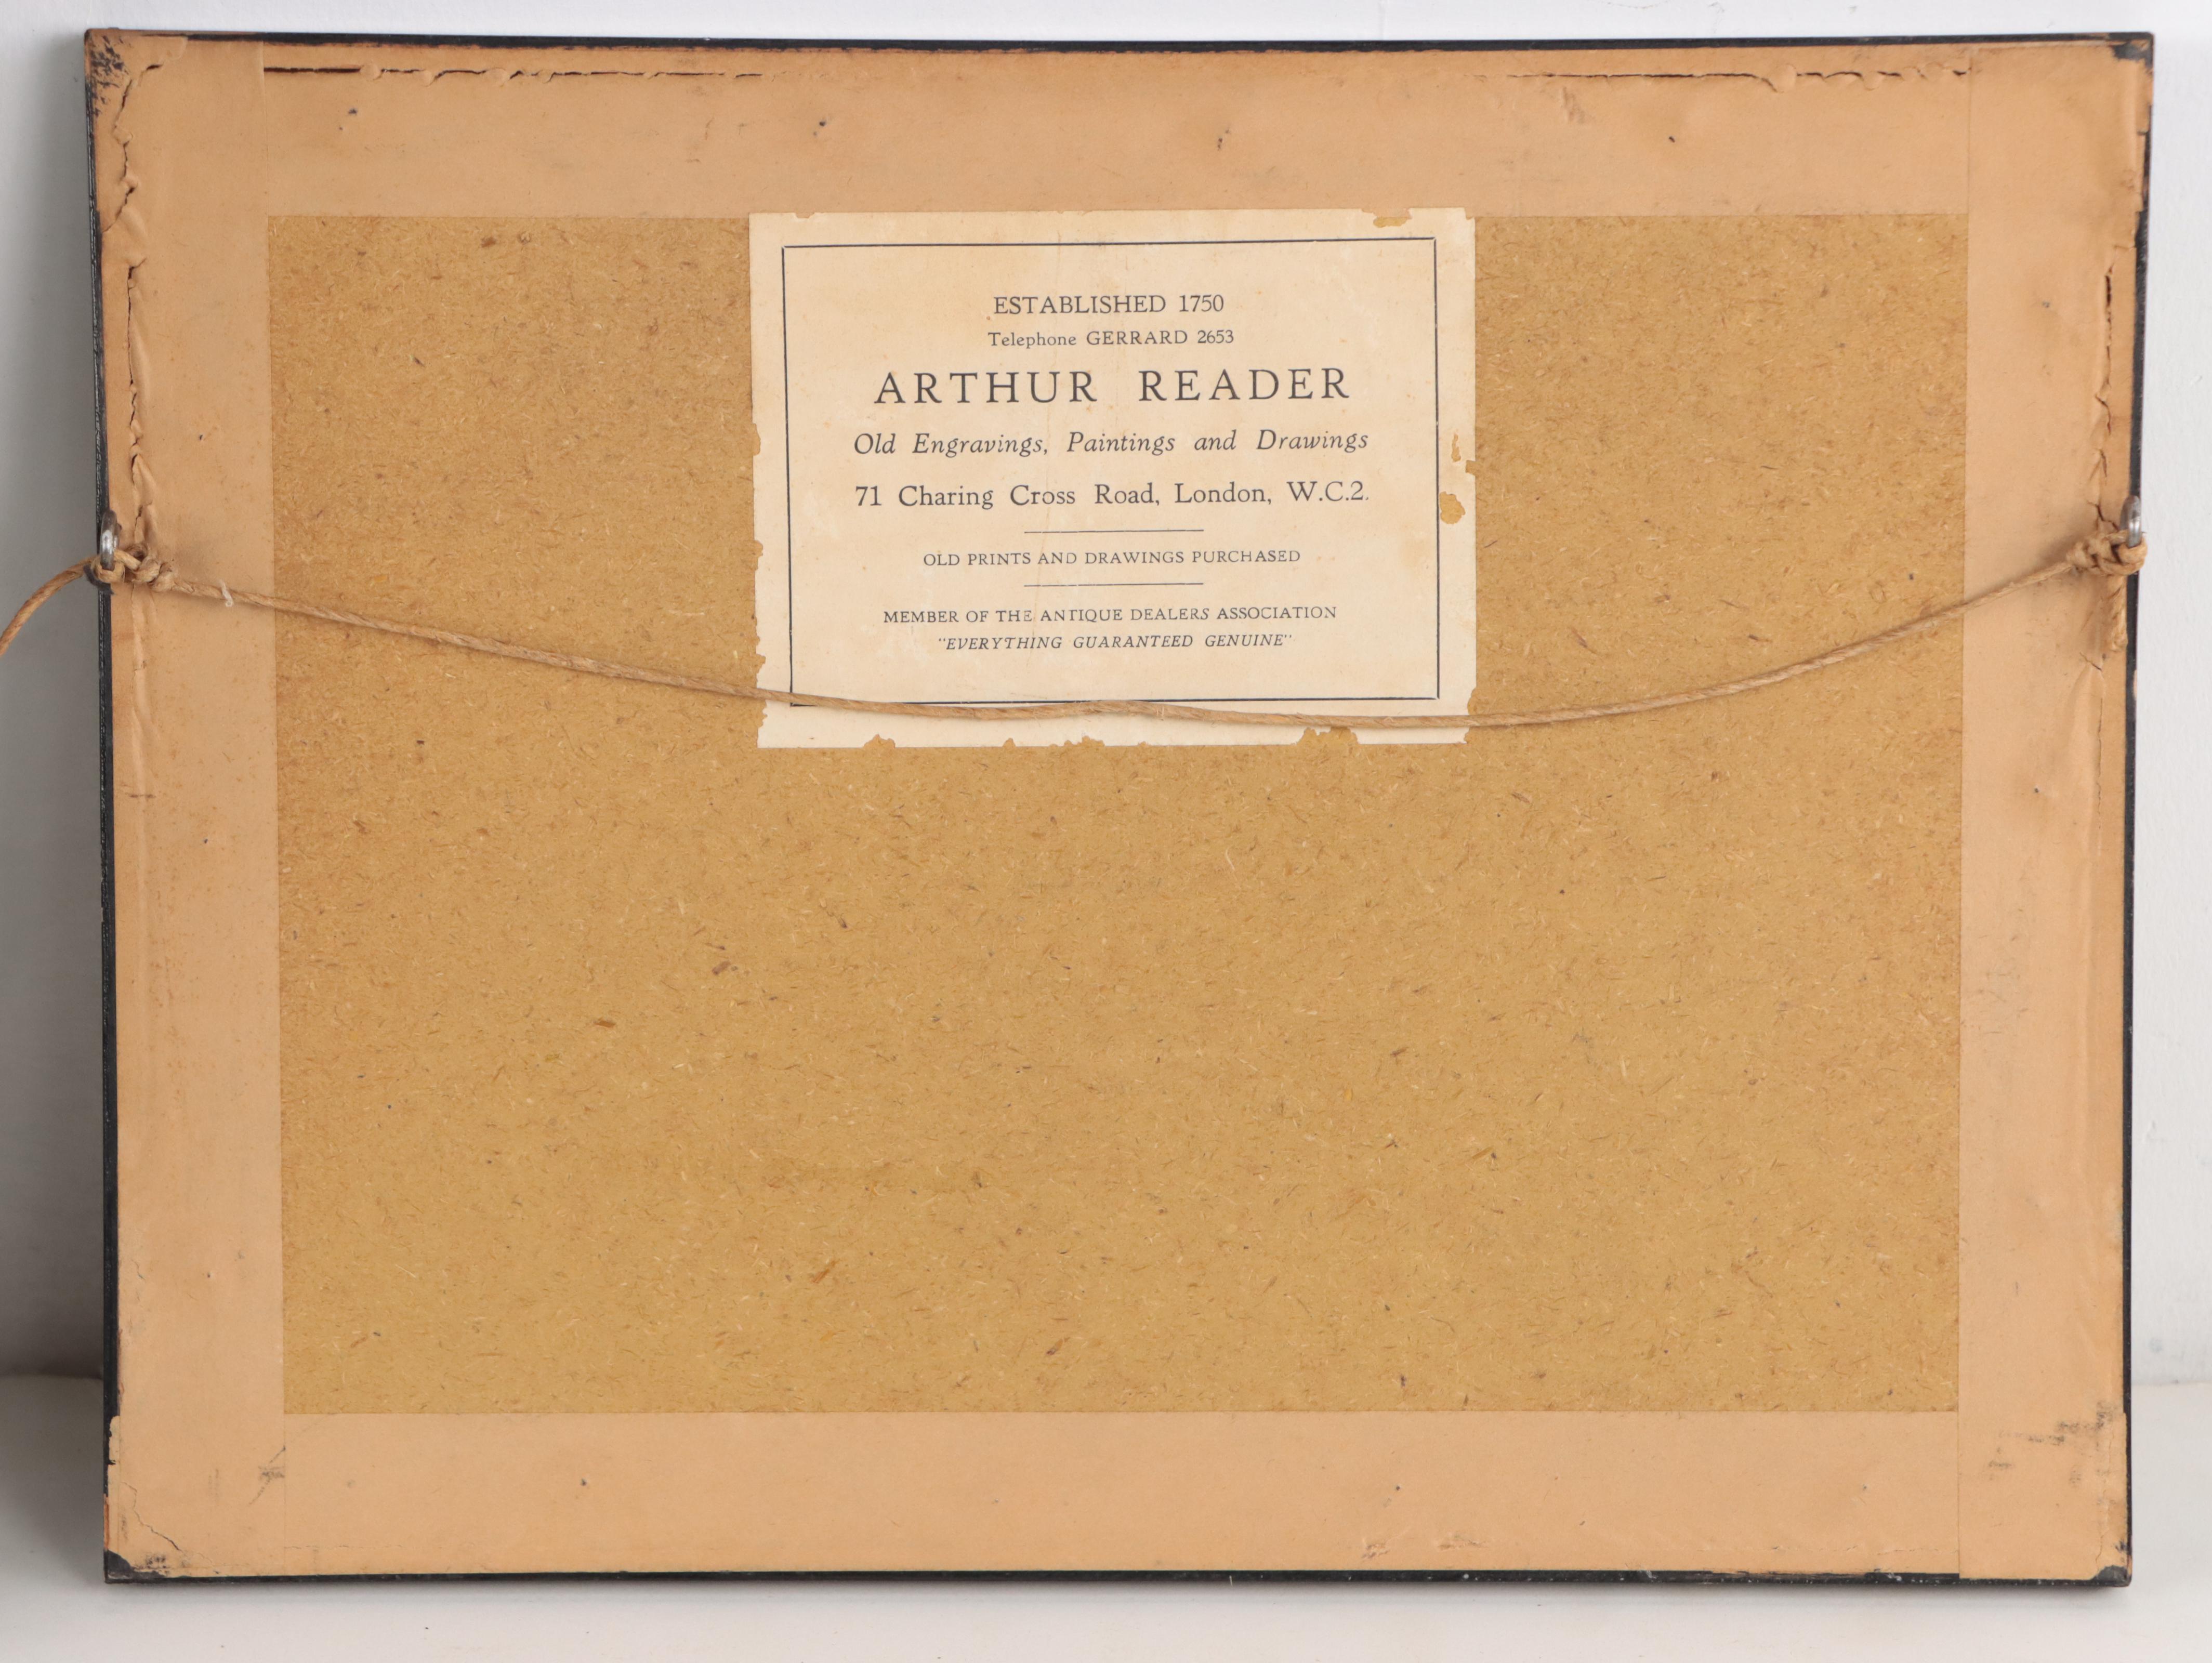 ESTABLISHED 1750
Telephone GERRARD 2653
ARTHUR READER
Old Engravings, Paintings and Drawings
71 Charing Cross Road, London, W.C.2.
OLD PRINTS AND DRAWINGS PURCHASED
MEMBER OF THE ANTIQUE DEALERS ASSOCIATION
"EVERYTHING GUARANTEED GENUINE"